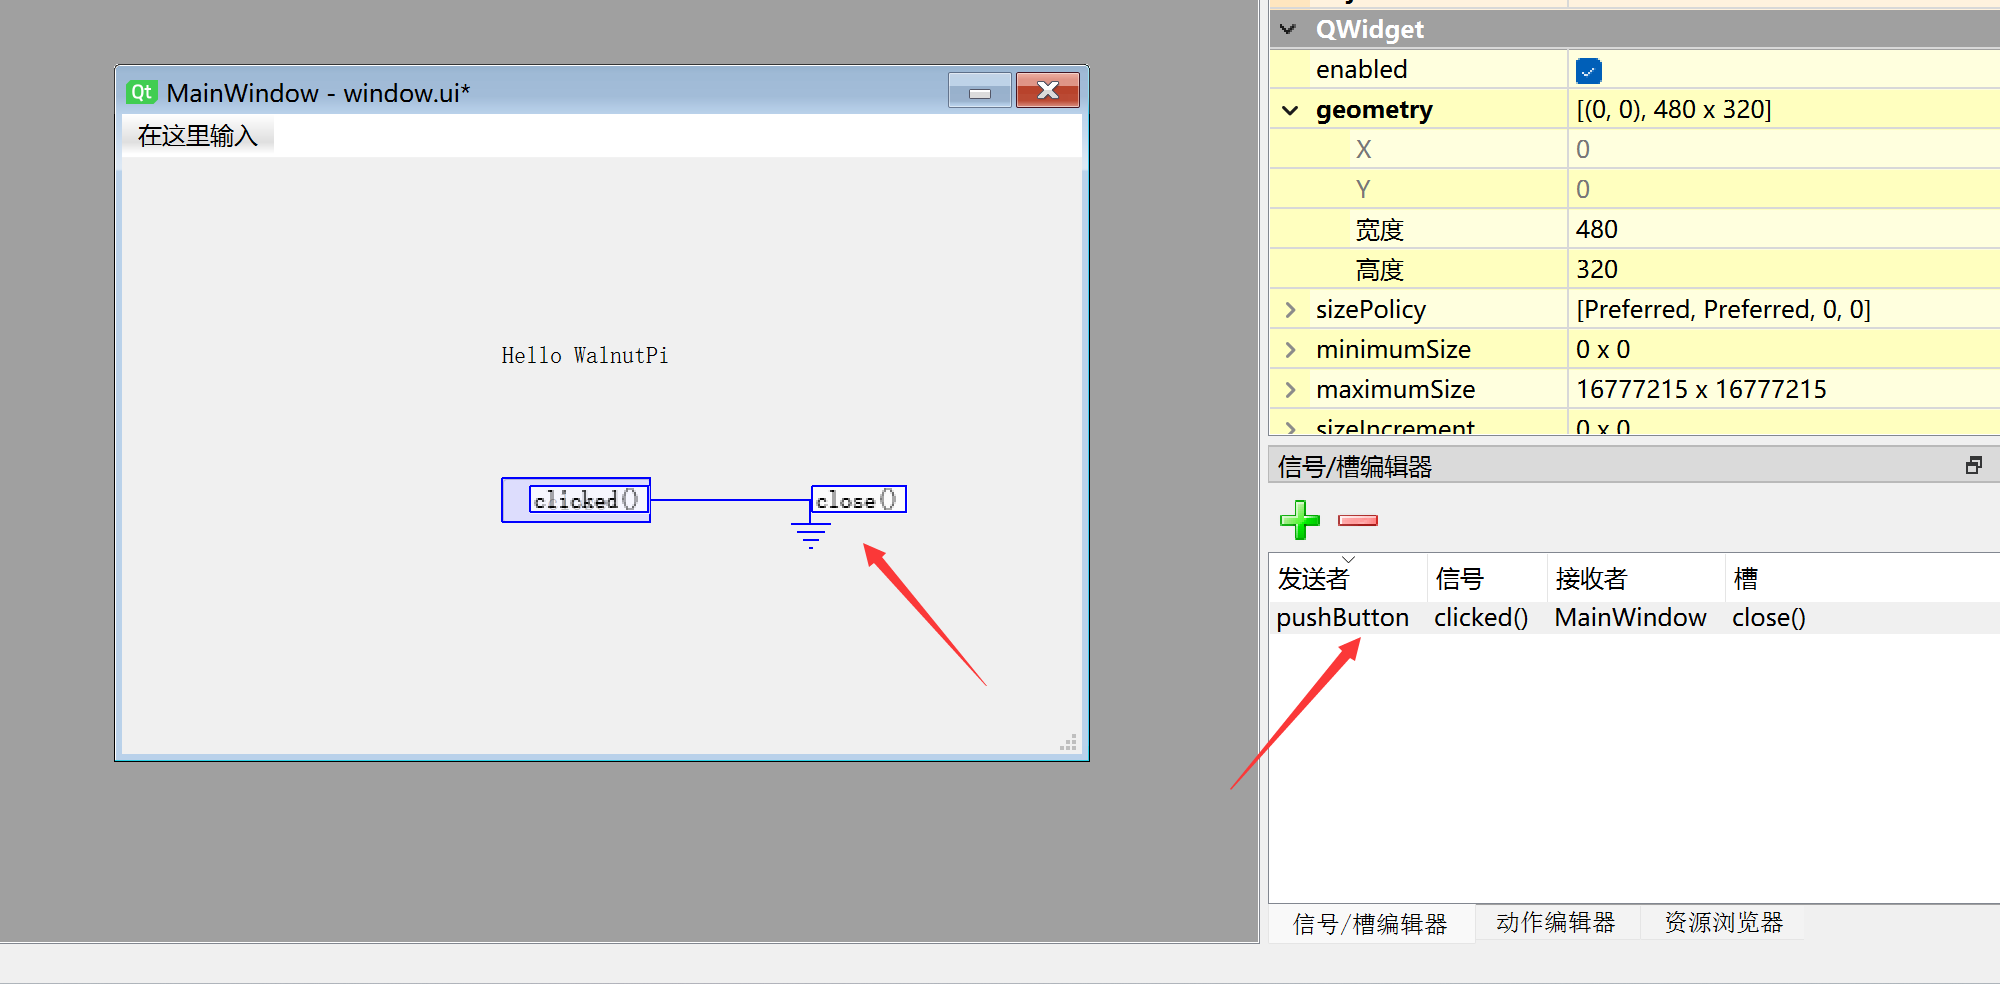 Qt MainWindow - window.ui*
在这里输入
Hello WalnutPi
clicked() close()
QWidget
enabled
geometry [(0, 0), 480 x 320]
X 0
Y 0
宽度 480
高度 320
sizePolicy [Preferred, Preferred, 0, 0]
minimumSize 0 x 0
maximumSize 16777215 x 16777215
sizeIncrement 0 x 0
信号/槽编辑器
发送者 信号 接收者 槽
pushButton clicked() MainWindow close()
信号/槽编辑器 动作编辑器 资源浏览器